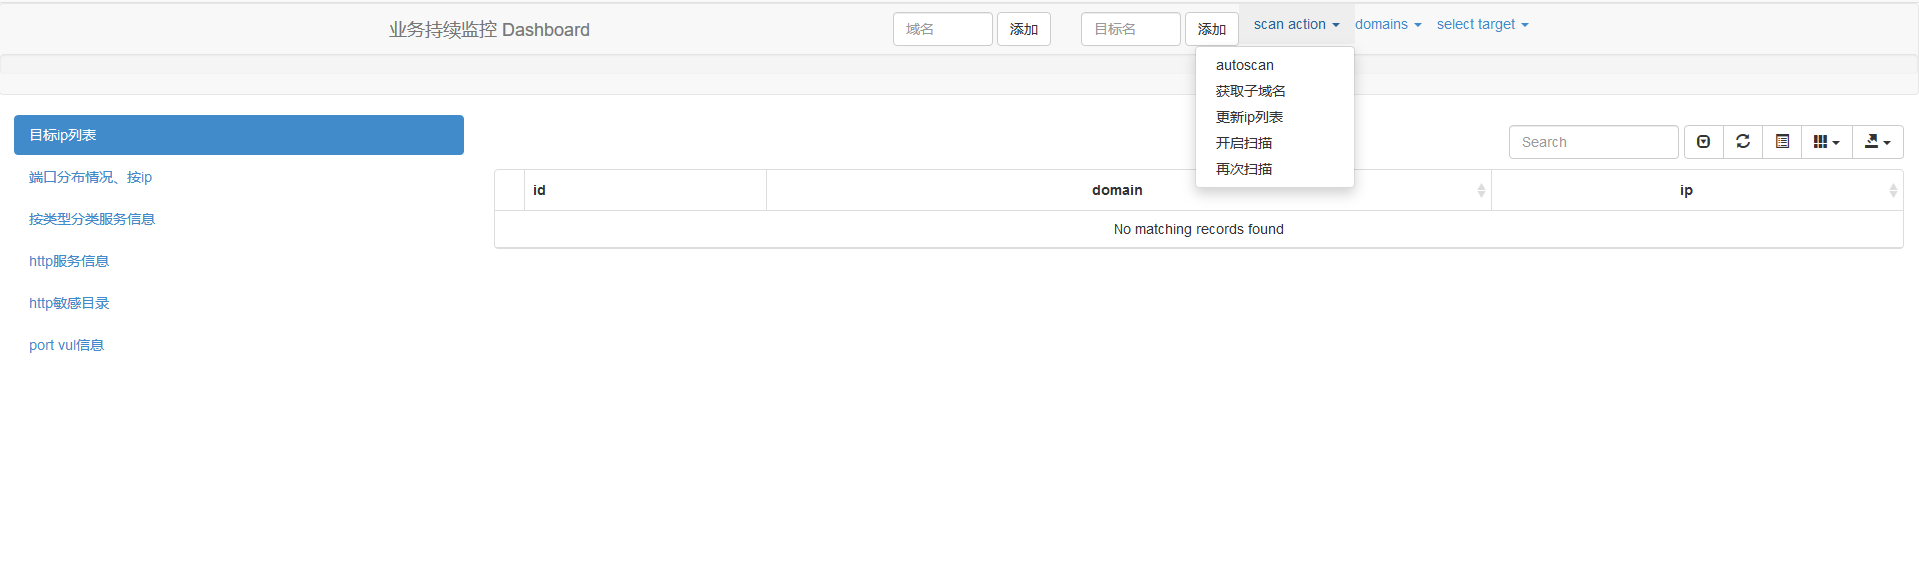 业务持续监控 Dashboard
域名 添加 目标名 添加 scan action domains select target
autoscan
获取子域名
更新ip列表
开启扫描
再次扫描
目标ip列表
端口分布情况、按ip
按类型分类服务信息
http服务信息
http敏感目录
port vul信息
Search
id domain ip
No matching records found